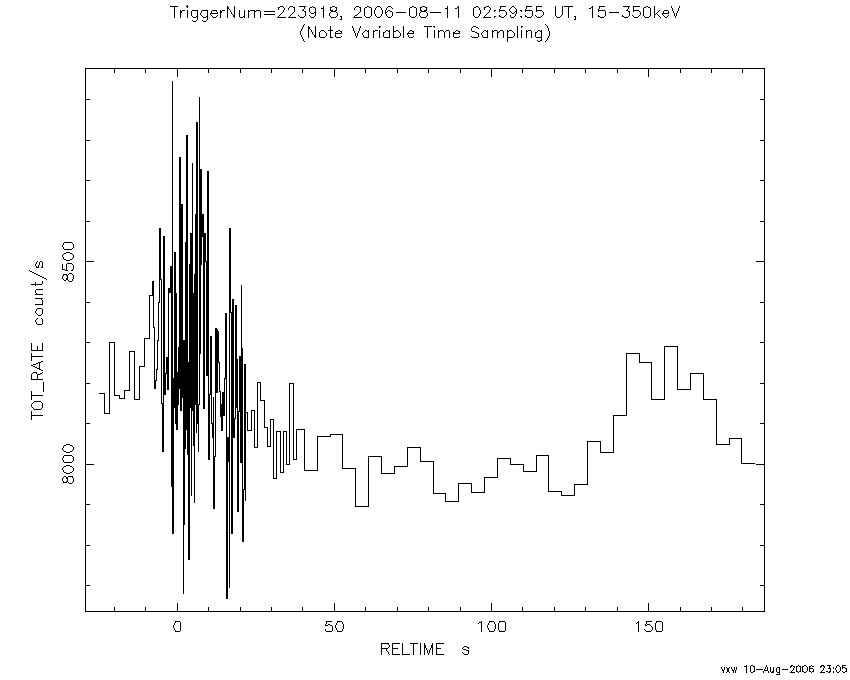 TriggerNum=223918, 2006-08-11 02:59:55 UT, 15-350keV
(Note Variable Time Sampling)
TOT_RATE count/s
8500
8000
0 50 100 150
RELTIME s
vxw 10-Aug-2006 23:05